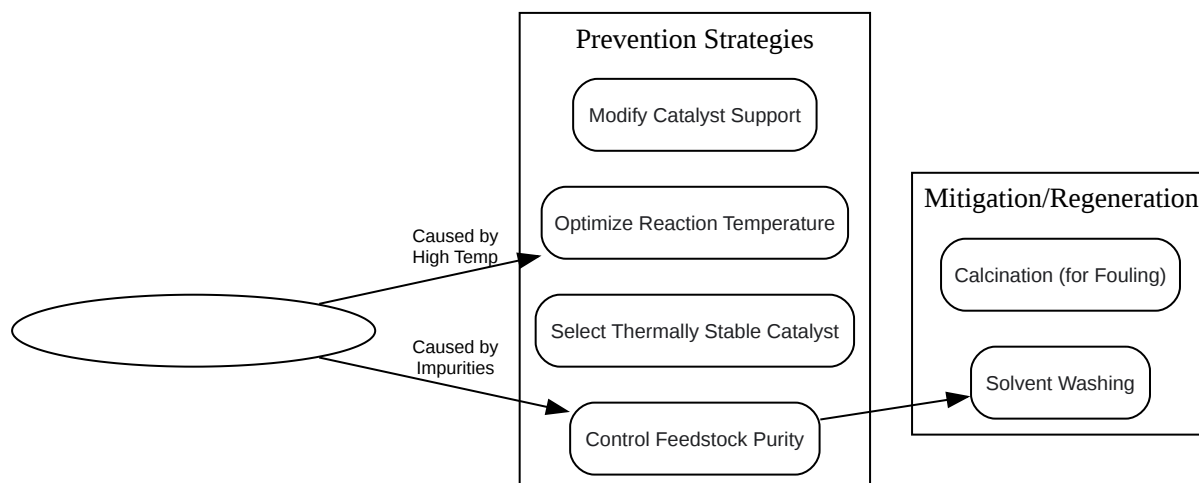 Prevention Strategies
Modify Catalyst Support
Optimize Reaction Temperature
Select Thermally Stable Catalyst
Control Feedstock Purity
Caused by
High Temp
Caused by
Impurities
Mitigation/Regeneration
Calcination (for Fouling)
Solvent Washing